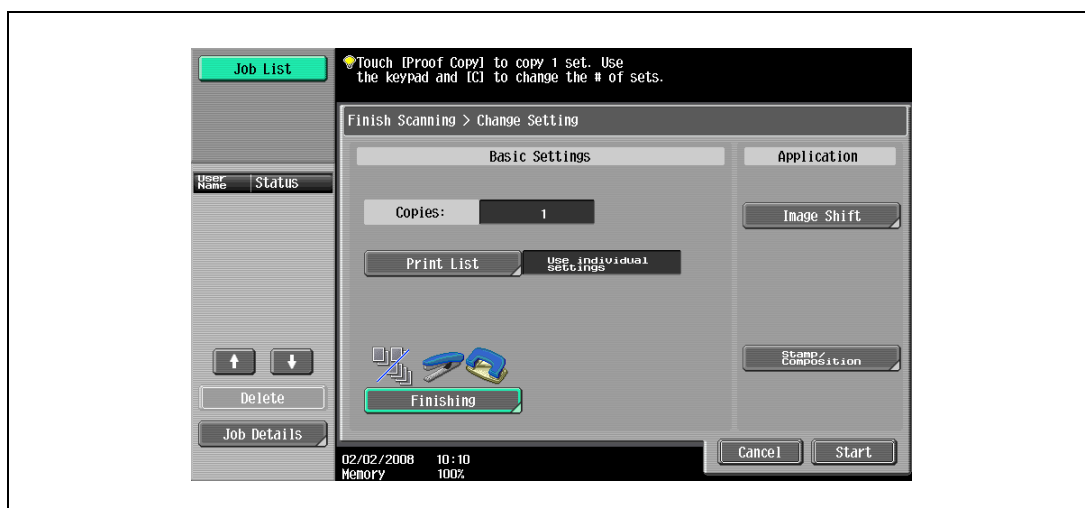 Job List
Touch [Proof Copy] to copy 1 set. Use
the keypad and [C] to change the # of sets.
Finish Scanning > Change Setting
Basic Settings
Application
User
Name
Status
Copies:
1
Image Shift
Print List
Use individual
settings
Stamp/
Composition
Finishing
Delete
Job Details
02/02/2008 10:10
Memory 100%
Cancel
Start